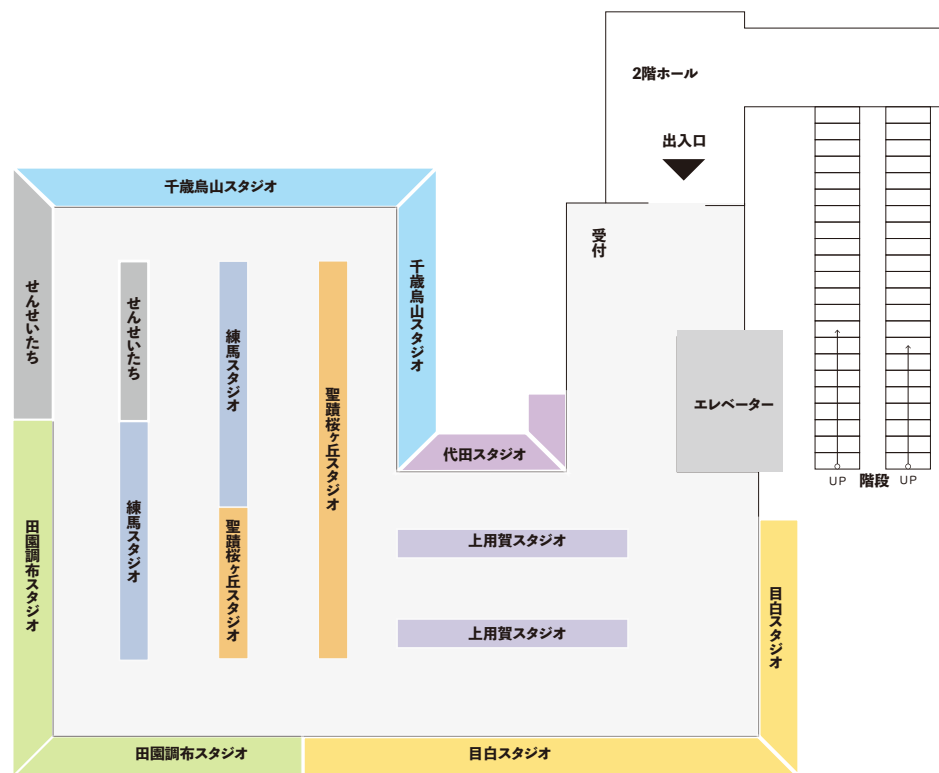 2階ホール
出入口
千歳烏山スタジオ
受付
千歳烏山スタジオ
せんせいたち
せんせいたち
練馬スタジオ
聖蹟桜ヶ丘スタジオ
エレベーター
代田スタジオ
UP
階段
UP
練馬スタジオ
聖蹟桜ヶ丘スタジオ
田園調布スタジオ
上用賀スタジオ
上用賀スタジオ
目白スタジオ
田園調布スタジオ
目白スタジオ